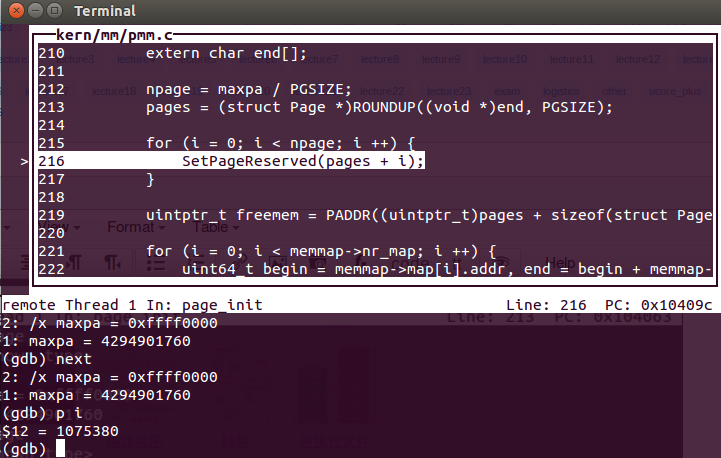 Terminal
kern/mm/pmm.c
210 extern char end[];
211
212 npage = maxpa / PGSIZE;
213 pages = (struct Page *)ROUNDUP((void *)end, PGSIZE);
214
215 for (i = 0; i < npage; i ++) {
> 216 SetPageReserved(pages + i);
217 }
218
219 uintptr_t freemem = PADDR((uintptr_t)pages + sizeof(struct Page
220
221 for (i = 0; i < memmap->nr_map; i ++) {
222 uint64_t begin = memmap->map[i].addr, end = begin + memmap-
remote Thread 1 In: page_init Line: 216 PC: 0x10409c
2: /x maxpa = 0xffff0000
1: maxpa = 4294901760
(gdb) next
2: /x maxpa = 0xffff0000
1: maxpa = 4294901760
(gdb) p i
$12 = 1075380
(gdb)